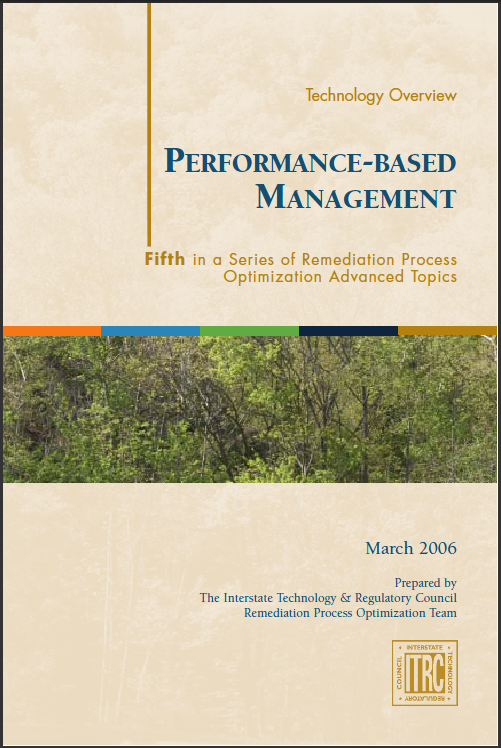 Technology Overview
PERFORMANCE-BASED
MANAGEMENT
Fifth in a Series of Remediation Process
Optimization Advanced Topics
March 2006
Prepared by
The Interstate Technology & Regulatory Council
Remediation Process Optimization Team
INTERSTATE
COUNCIL
ITRC
TECHNOLOGY
REGULATORY